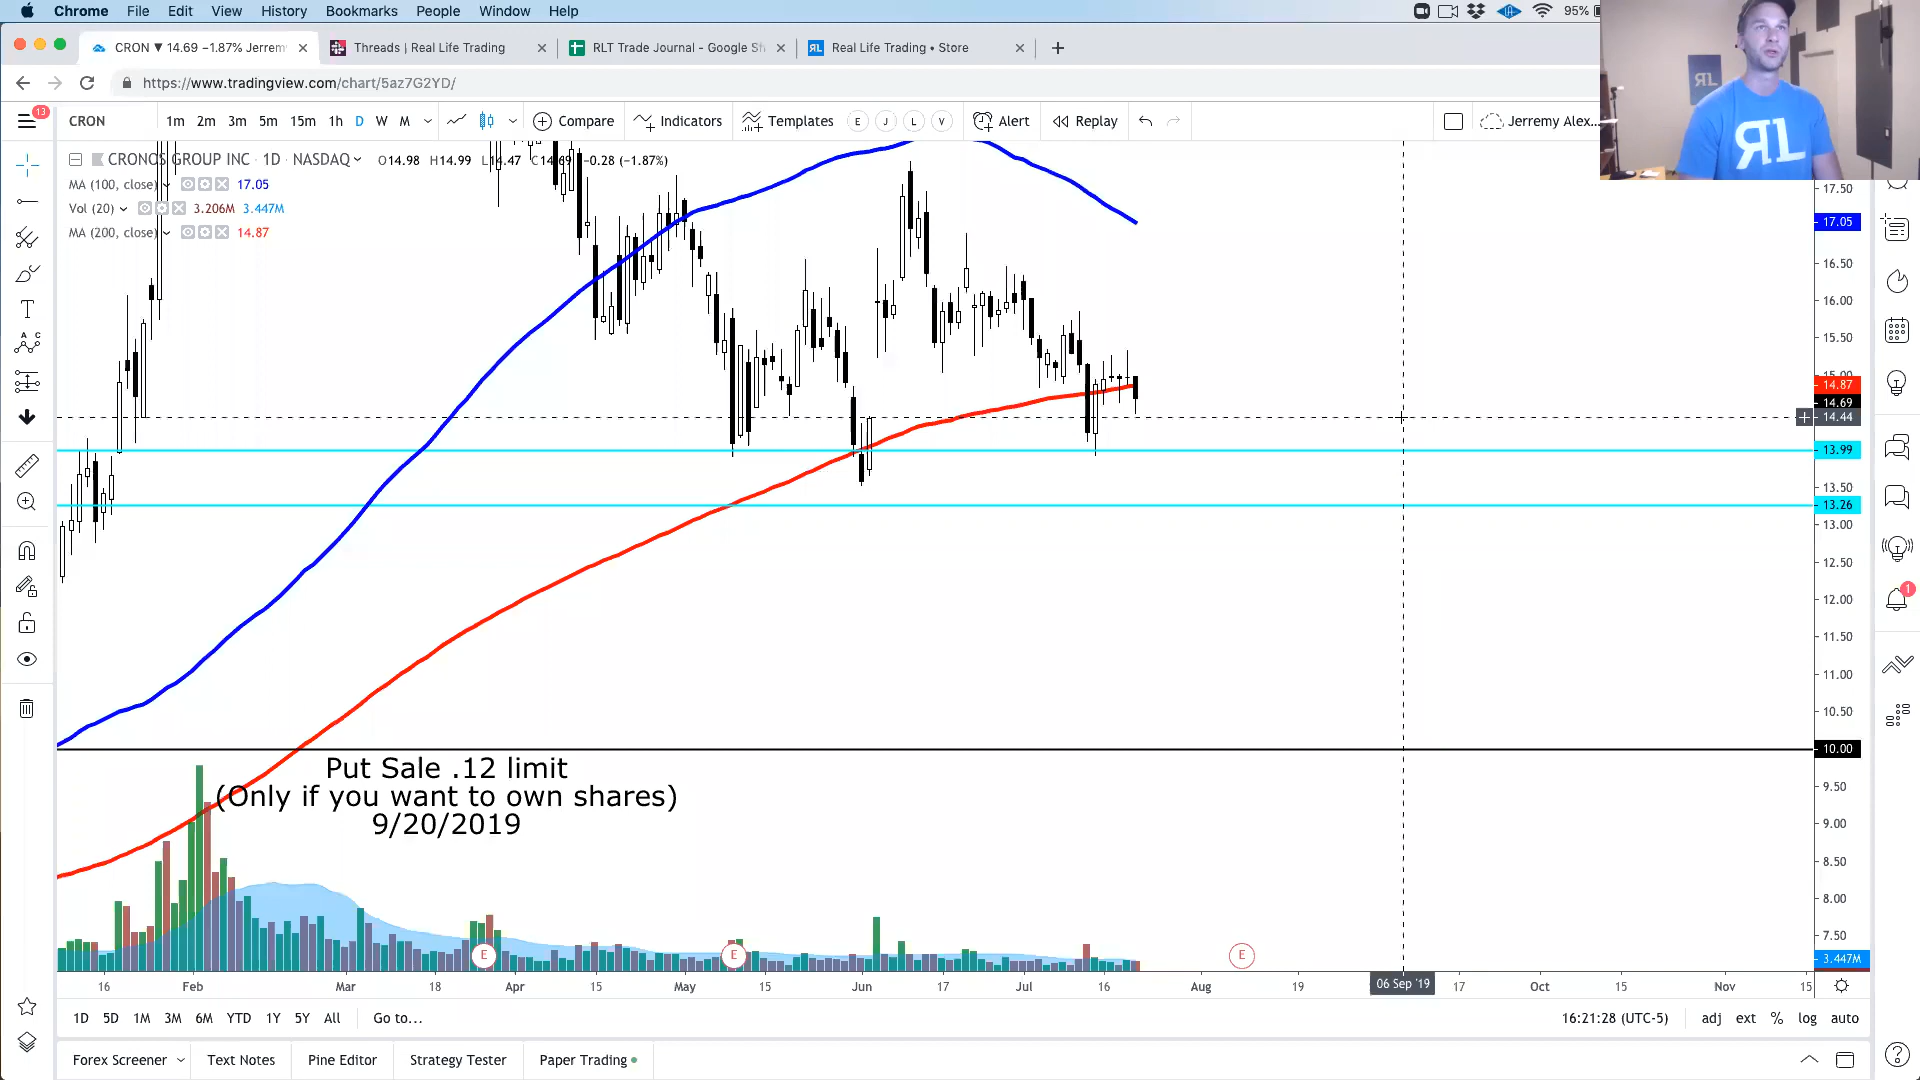 Chrome File Edit View History Bookmarks People Window Help 95%
CRON ▼ 14.69 −1.87% Jerrem
Threads | Real Life Trading
RLT Trade Journal - Google Sh
Real Life Trading • Store
https://www.tradingview.com/chart/5az7G2YD/
13
CRON 1m 2m 3m 5m 15m 1h D W M Compare Indicators Templates E J L V Alert Replay Jerremy Alex...
CRONOS GROUP INC · 1D · NASDAQ O14.98 H14.99 L14.47 C14.69 −0.28 (−1.87%)
MA (100, close) 17.05
Vol (20) 3.206M 3.447M
MA (200, close) 14.87
RL
RL
17.50
17.05
16.50
16.00
15.50
15.00
14.87
14.69
14.44
13.99
13.50
13.26
13.00
12.50
12.00
11.50
11.00
10.50
10.00
9.50
9.00
8.50
8.00
7.50
3.447M
1
Put Sale .12 limit
(Only if you want to own shares)
9/20/2019
E E E
16 Feb Mar 18 Apr 15 May 15 Jun 17 Jul 16 Aug 19 06 Sep '19 17 Oct 15 Nov 15
1D 5D 1M 3M 6M YTD 1Y 5Y All Go to... 16:21:28 (UTC-5) adj ext % log auto
Forex Screener Text Notes Pine Editor Strategy Tester Paper Trading